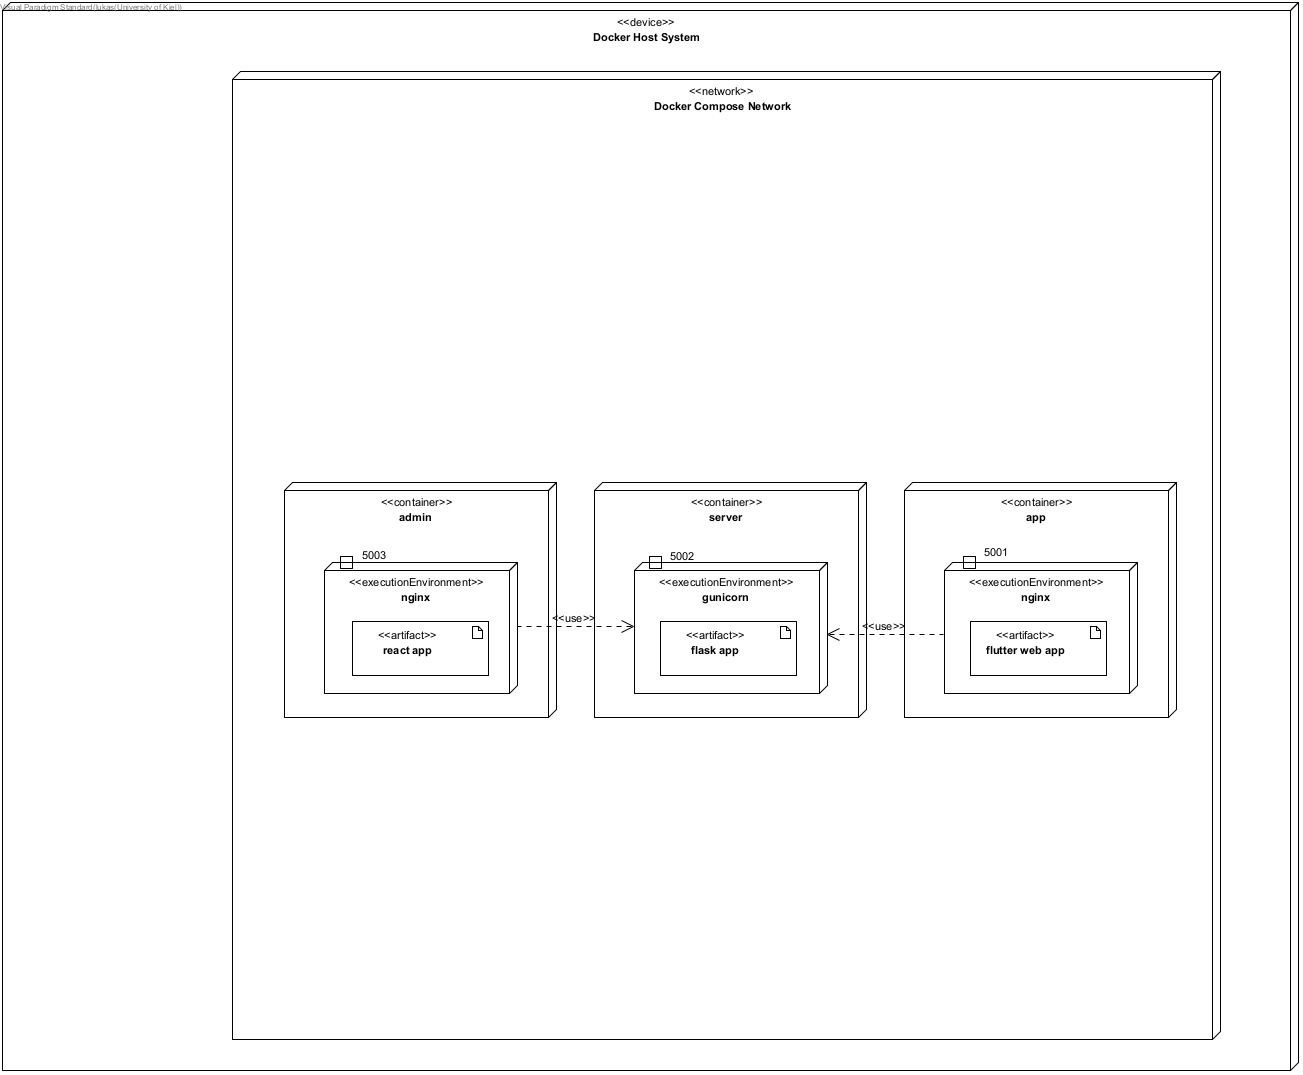 Visual Paradigm Standard(lukas(University of Kiel))
<<device>>
Docker Host System
<<network>>
Docker Compose Network
<<container>>
admin
5003
<<executionEnvironment>>
nginx
<<artifact>>
react app
<<use>>
<<container>>
server
5002
<<executionEnvironment>>
gunicorn
<<artifact>>
flask app
<<use>>
<<container>>
app
5001
<<executionEnvironment>>
nginx
<<artifact>>
flutter web app